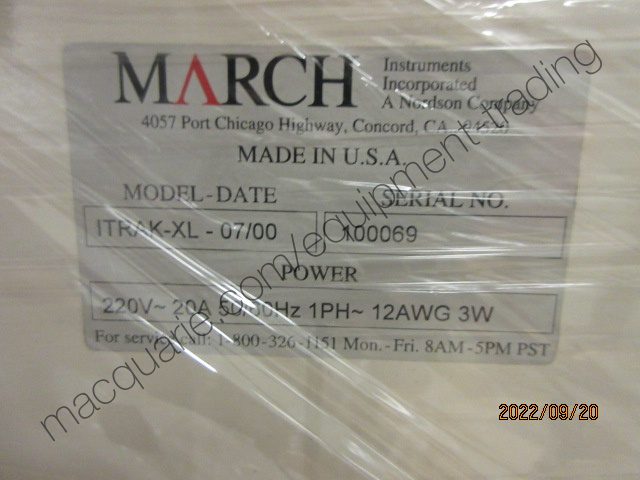 MARCH
Instruments
Incorporated
A Nordson Company
4057 Port Chicago Highway, Concord, CA
MADE IN U.S.A.
MODEL-DATE SERIAL NO.
ITRAK-XL - 07/00 100069
POWER
220V~ 20A 50/60Hz 1PH~ 12AWG 3W
For service call: 1-800-326-1151 Mon.-Fri. 8AM-5PM PST
macquarie.com/equipment trading
2022/09/20